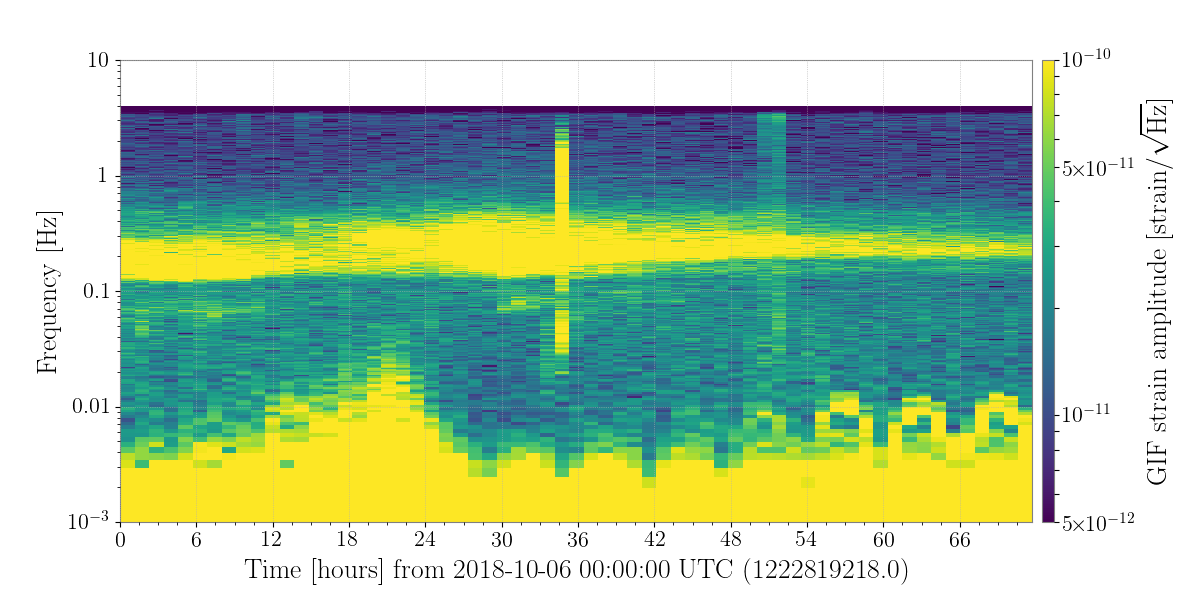 10
1
0.1
0.01
10⁻³
Frequency [Hz]
0 6 12 18 24 30 36 42 48 54 60 66
Time [hours] from 2018-10-06 00:00:00 UTC (1222819218.0)
10⁻¹⁰
5×10⁻¹¹
10⁻¹¹
5×10⁻¹²
GIF strain amplitude [strain/√Hz]